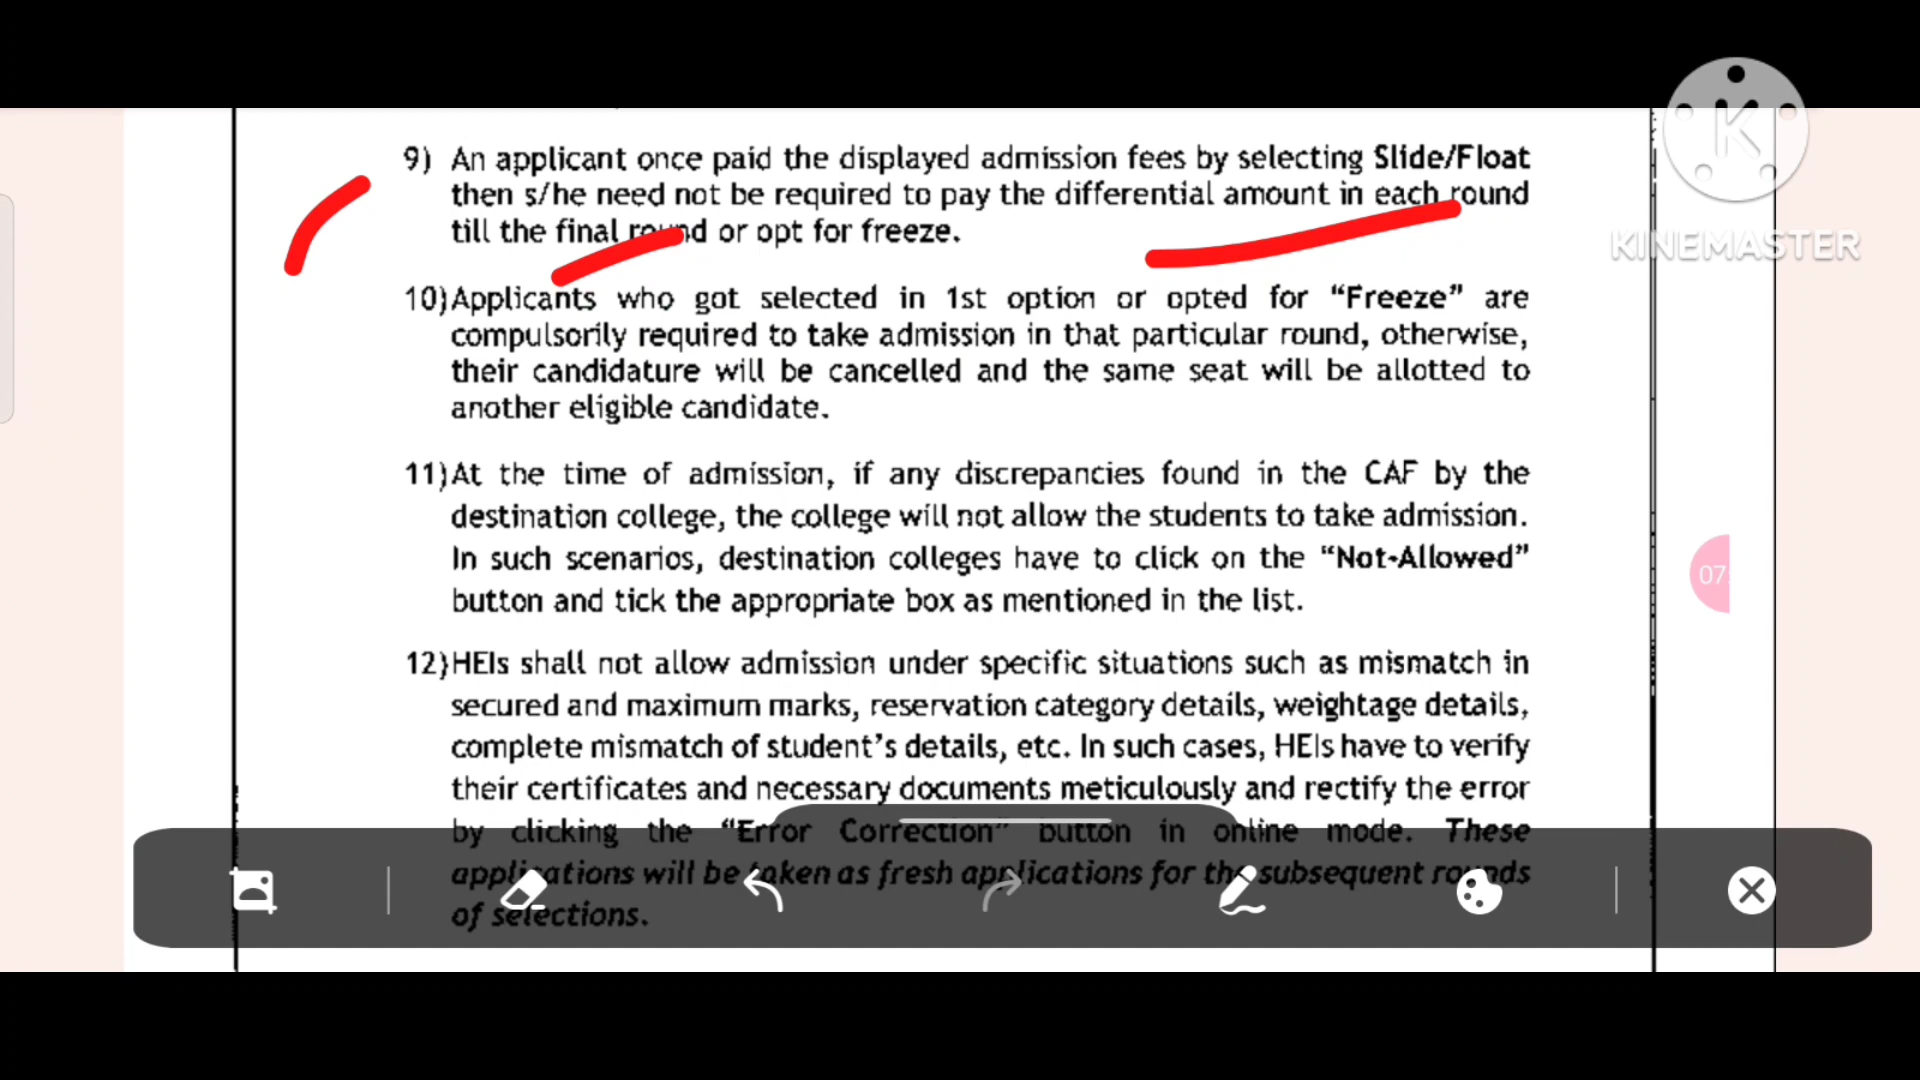 9) An applicant once paid the displayed admission fees by selecting Slide/Float
then s/he need not be required to pay the differential amount in each round
till the final round or opt for freeze.
10) Applicants who got selected in 1st option or opted for “Freeze” are
compulsorily required to take admission in that particular round, otherwise,
their candidature will be cancelled and the same seat will be allotted to
another eligible candidate.
11) At the time of admission, if any discrepancies found in the CAF by the
destination college, the college will not allow the students to take admission.
In such scenarios, destination colleges have to click on the “Not-Allowed”
button and tick the appropriate box as mentioned in the list.
12) HEIs shall not allow admission under specific situations such as mismatch in
secured and maximum marks, reservation category details, weightage details,
complete mismatch of student’s details, etc. In such cases, HEIs have to verify
their certificates and necessary documents meticulously and rectify the error
by clicking the “Error Correction” button in online mode. These
applications will be taken as fresh applications for the subsequent rounds
of selections.
K
KINEMASTER
07